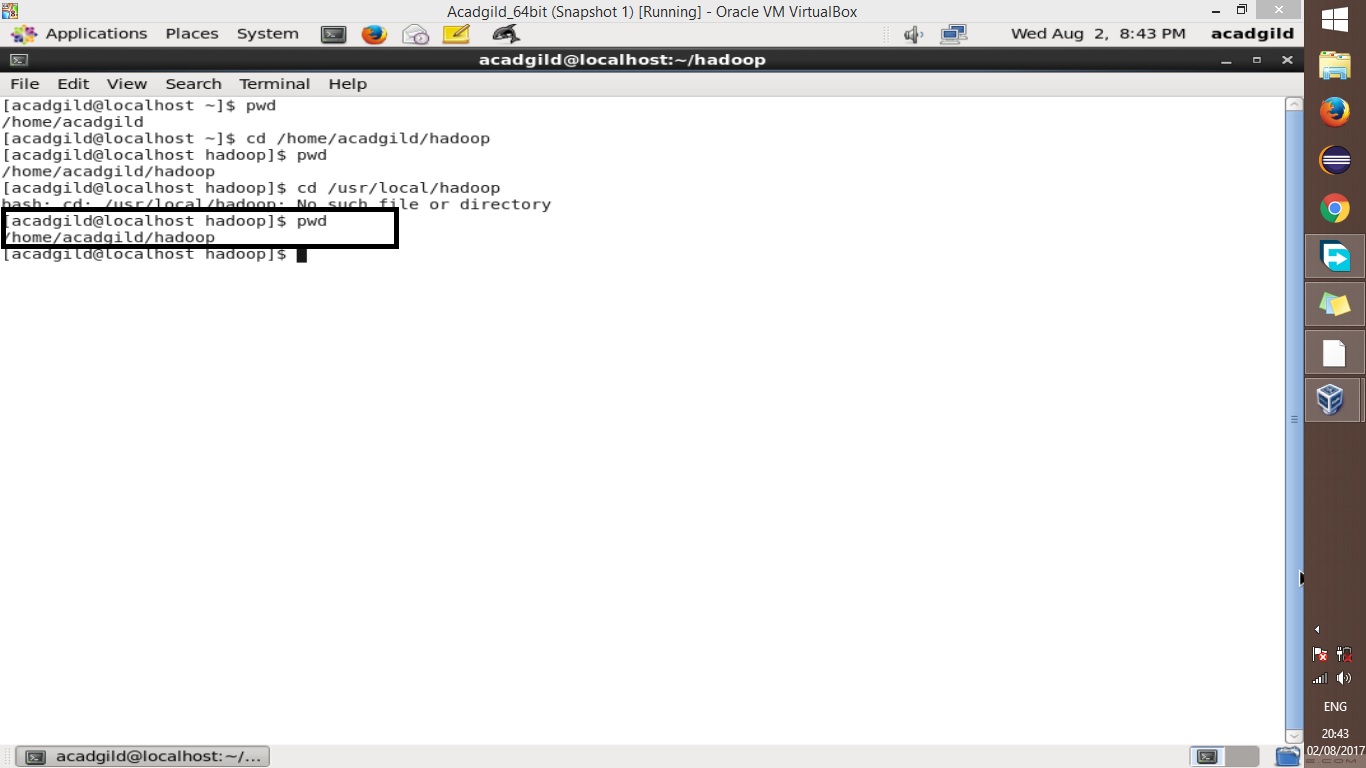 Acadgild_64bit (Snapshot 1) [Running] - Oracle VM VirtualBox
Applications Places System Wed Aug 2, 8:43 PM acadgild
acadgild@localhost:~/hadoop
File Edit View Search Terminal Help
[acadgild@localhost ~]$ pwd
/home/acadgild
[acadgild@localhost ~]$ cd /home/acadgild/hadoop
[acadgild@localhost hadoop]$ pwd
/home/acadgild/hadoop
[acadgild@localhost hadoop]$ cd /usr/local/hadoop
bash: cd: /usr/local/hadoop: No such file or directory
[acadgild@localhost hadoop]$ pwd
/home/acadgild/hadoop
[acadgild@localhost hadoop]$
ENG
20:43
02/08/2017
acadgild@localhost:~/...